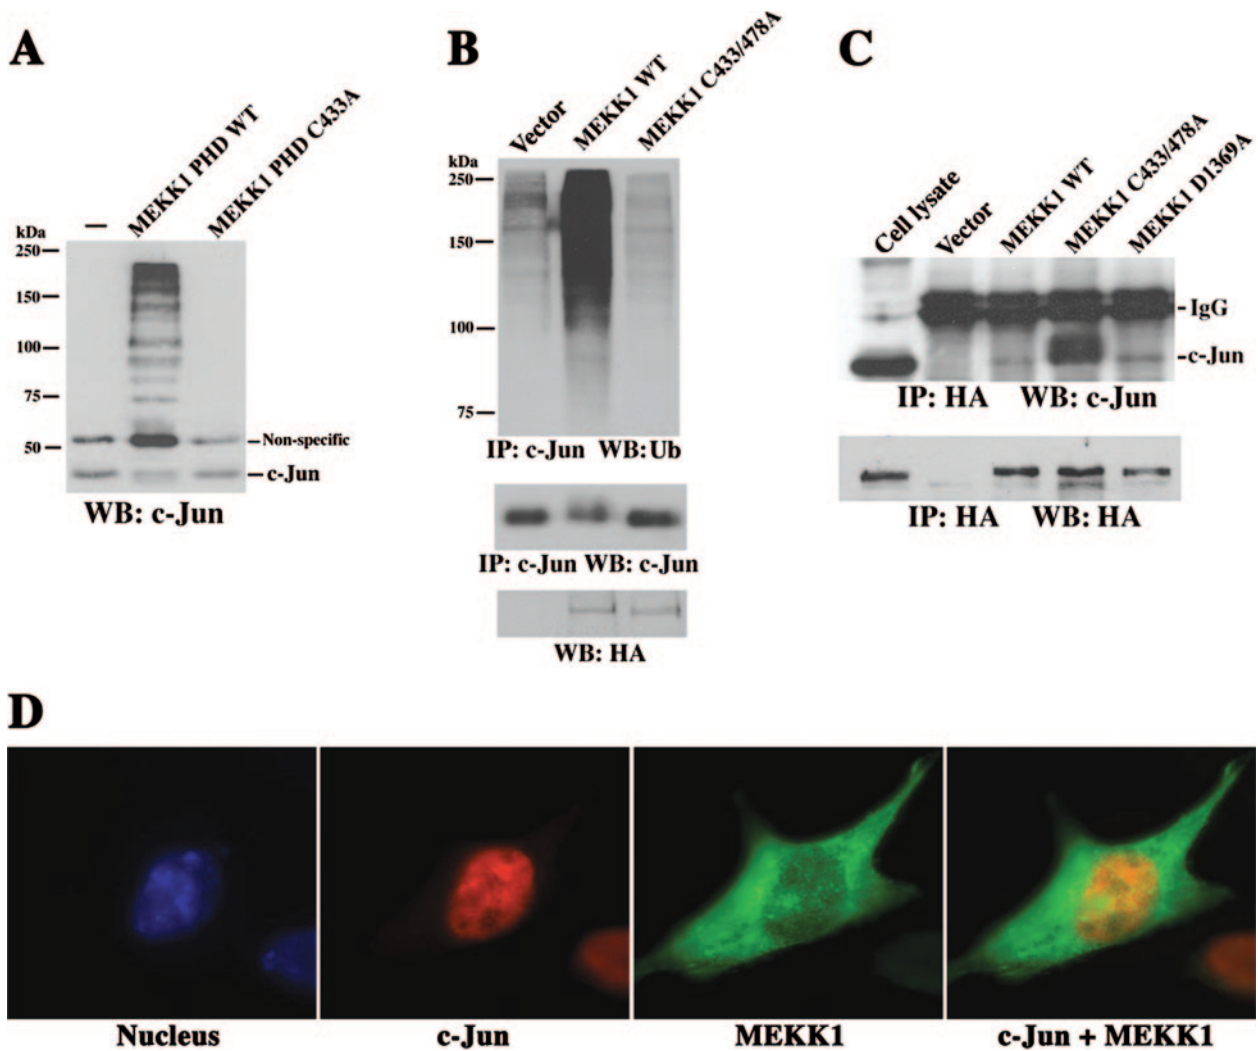 A
MEKK1 PHD WT
MEKK1 PHD C433A
kDa
250
150
100
75
50
Non-specific
c-Jun
WB: c-Jun
B
Vector
MEKK1 WT
MEKK1 C433/478A
kDa
250
150
100
75
IP: c-Jun WB:Ub
IP: c-Jun WB: c-Jun
WB: HA
C
Cell lysate
Vector
MEKK1 WT
MEKK1 C433/478A
MEKK1 D1369A
IgG
c-Jun
IP: HA WB: c-Jun
IP: HA WB: HA
D
Nucleus
c-Jun
MEKK1
c-Jun + MEKK1